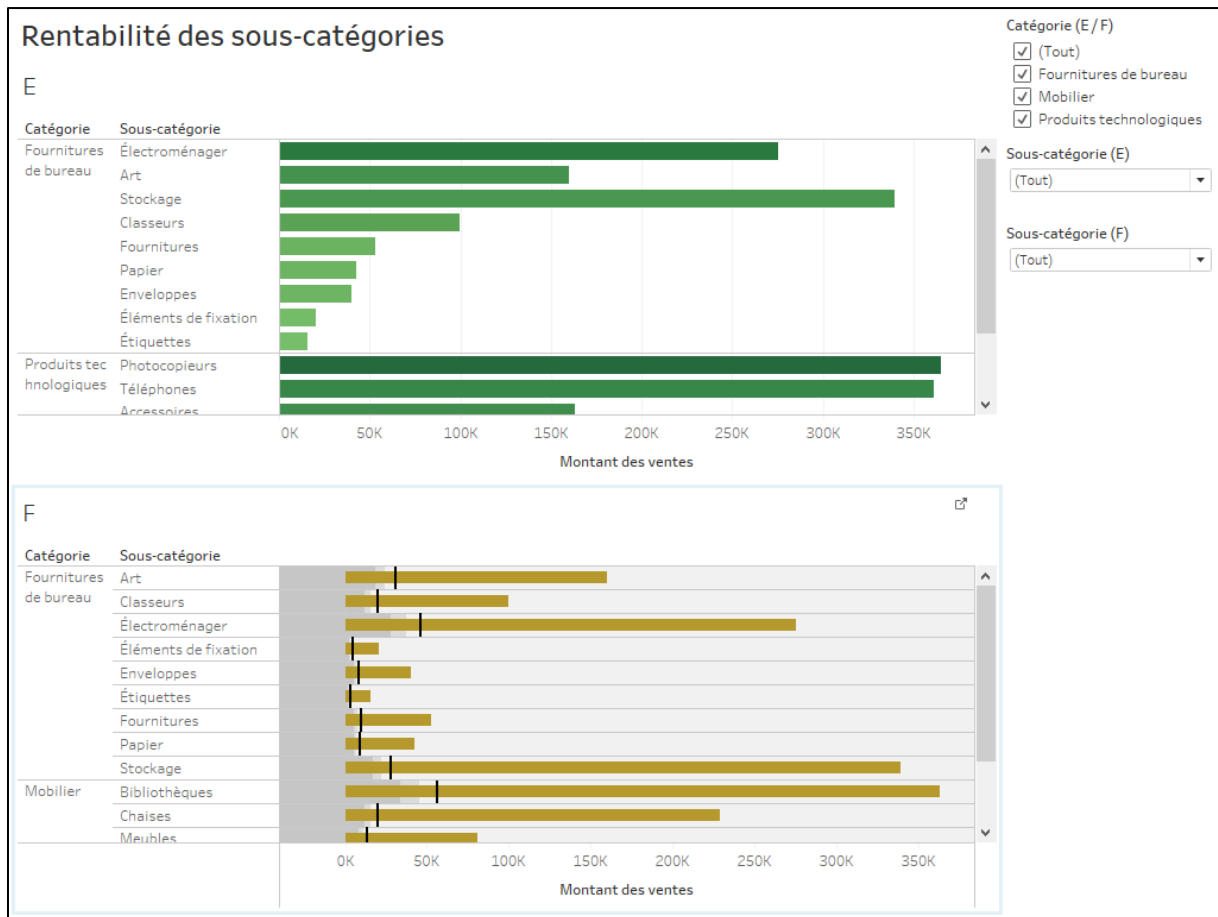 Rentabilité des sous-catégories
E
Catégorie Sous-catégorie
Fournitures Électroménager
de bureau Art
Stockage
Classeurs
Fournitures
Papier
Enveloppes
Éléments de fixation
Étiquettes
Produits tec Photocopieurs
hnologiques Téléphones
Accessoires
0K 50K 100K 150K 200K 250K 300K 350K
Montant des ventes
Catégorie (E / F)
(Tout)
Fournitures de bureau
Mobilier
Produits technologiques
Sous-catégorie (E)
(Tout)
Sous-catégorie (F)
(Tout)
F
Catégorie Sous-catégorie
Fournitures Art
de bureau Classeurs
Électroménager
Éléments de fixation
Enveloppes
Étiquettes
Fournitures
Papier
Stockage
Mobilier Bibliothèques
Chaises
Meubles
0K 50K 100K 150K 200K 250K 300K 350K
Montant des ventes